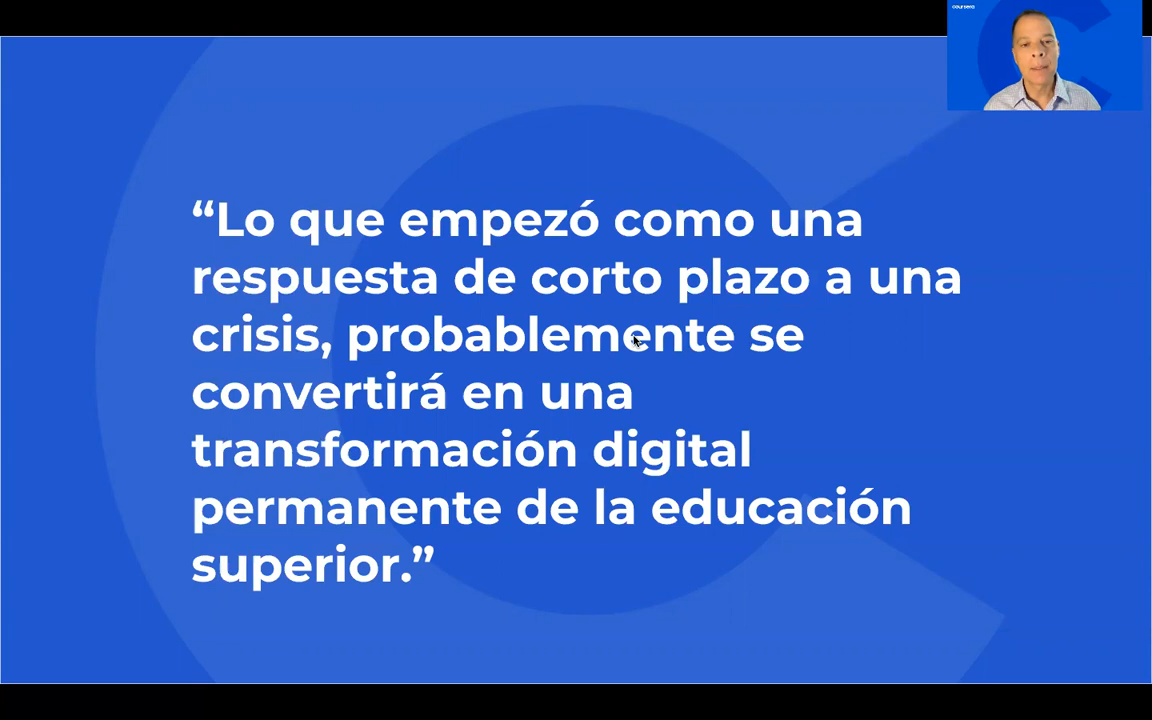 coursera
“Lo que empezó como una
respuesta de corto plazo a una
crisis, probablemente se
convertirá en una
transformación digital
permanente de la educación
superior.”